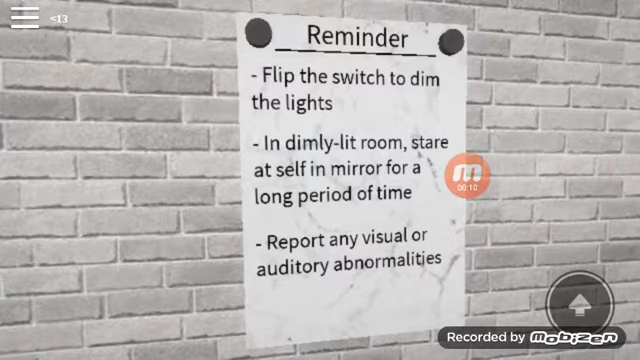 <13
Reminder
- Flip the switch to dim
the lights
- In dimly-lit room, stare
at self in mirror for a
long period of time
- Report any visual or
auditory abnormalities
00:10
Recorded by Mobizen